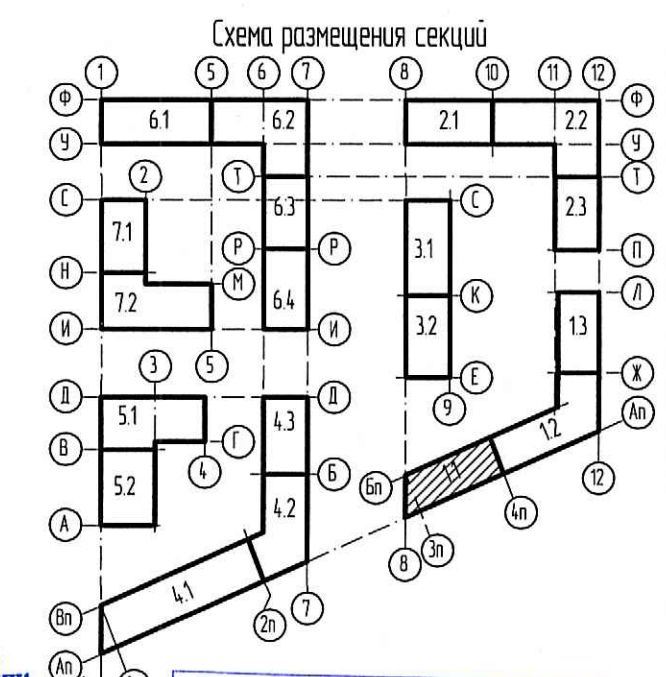 Схема размещения секций
1 5 6 7 8 10 11 12
Ф 6.1 6.2 2.1 2.2 Ф
У У
2 Т Т
С 7.1 6.3 С 2.3
Р Р 3.1 П
Н М К Л
7.2 6.4 3.2 1.3
И И
3 5 Е Ж
Д 5.1 4.3 Д 9
Г 1.2 Ап
В 4 Б Бп 1.1
5.2 4.2 4п 12
А 3п
8
4.1 2п 7
Вп
Ап